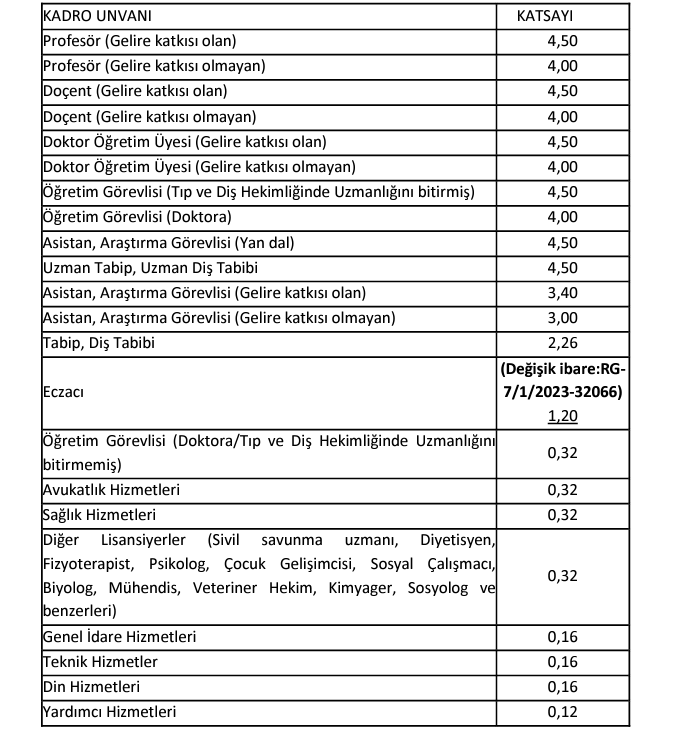 KADRO UNVANI KATSAYI
Profesör (Gelire katkısı olan) 4,50
Profesör (Gelire katkısı olmayan) 4,00
Doçent (Gelire katkısı olan) 4,50
Doçent (Gelire katkısı olmayan) 4,00
Doktor Öğretim Üyesi (Gelire katkısı olan) 4,50
Doktor Öğretim Üyesi (Gelire katkısı olmayan) 4,00
Öğretim Görevlisi (Tıp ve Diş Hekimliğinde Uzmanlığını bitirmiş) 4,50
Öğretim Görevlisi (Doktora) 4,00
Asistan, Araştırma Görevlisi (Yan dal) 4,50
Uzman Tabip, Uzman Diş Tabibi 4,50
Asistan, Araştırma Görevlisi (Gelire katkısı olan) 3,40
Asistan, Araştırma Görevlisi (Gelire katkısı olmayan) 3,00
Tabip, Diş Tabibi 2,26
Eczacı
(Değişik ibare:RG-
7/1/2023-32066)
1,20
Öğretim Görevlisi (Doktora/Tıp ve Diş Hekimliğinde Uzmanlığını
bitirmemiş)
0,32
Avukatlık Hizmetleri 0,32
Sağlık Hizmetleri 0,32
Diğer Lisansiyerler (Sivil savunma uzmanı, Diyetisyen,
Fizyoterapist, Psikolog, Çocuk Gelişimcisi, Sosyal Çalışmacı,
Biyolog, Mühendis, Veteriner Hekim, Kimyager, Sosyolog ve
benzerleri)
0,32
Genel İdare Hizmetleri 0,16
Teknik Hizmetler 0,16
Din Hizmetleri 0,16
Yardımcı Hizmetleri 0,12